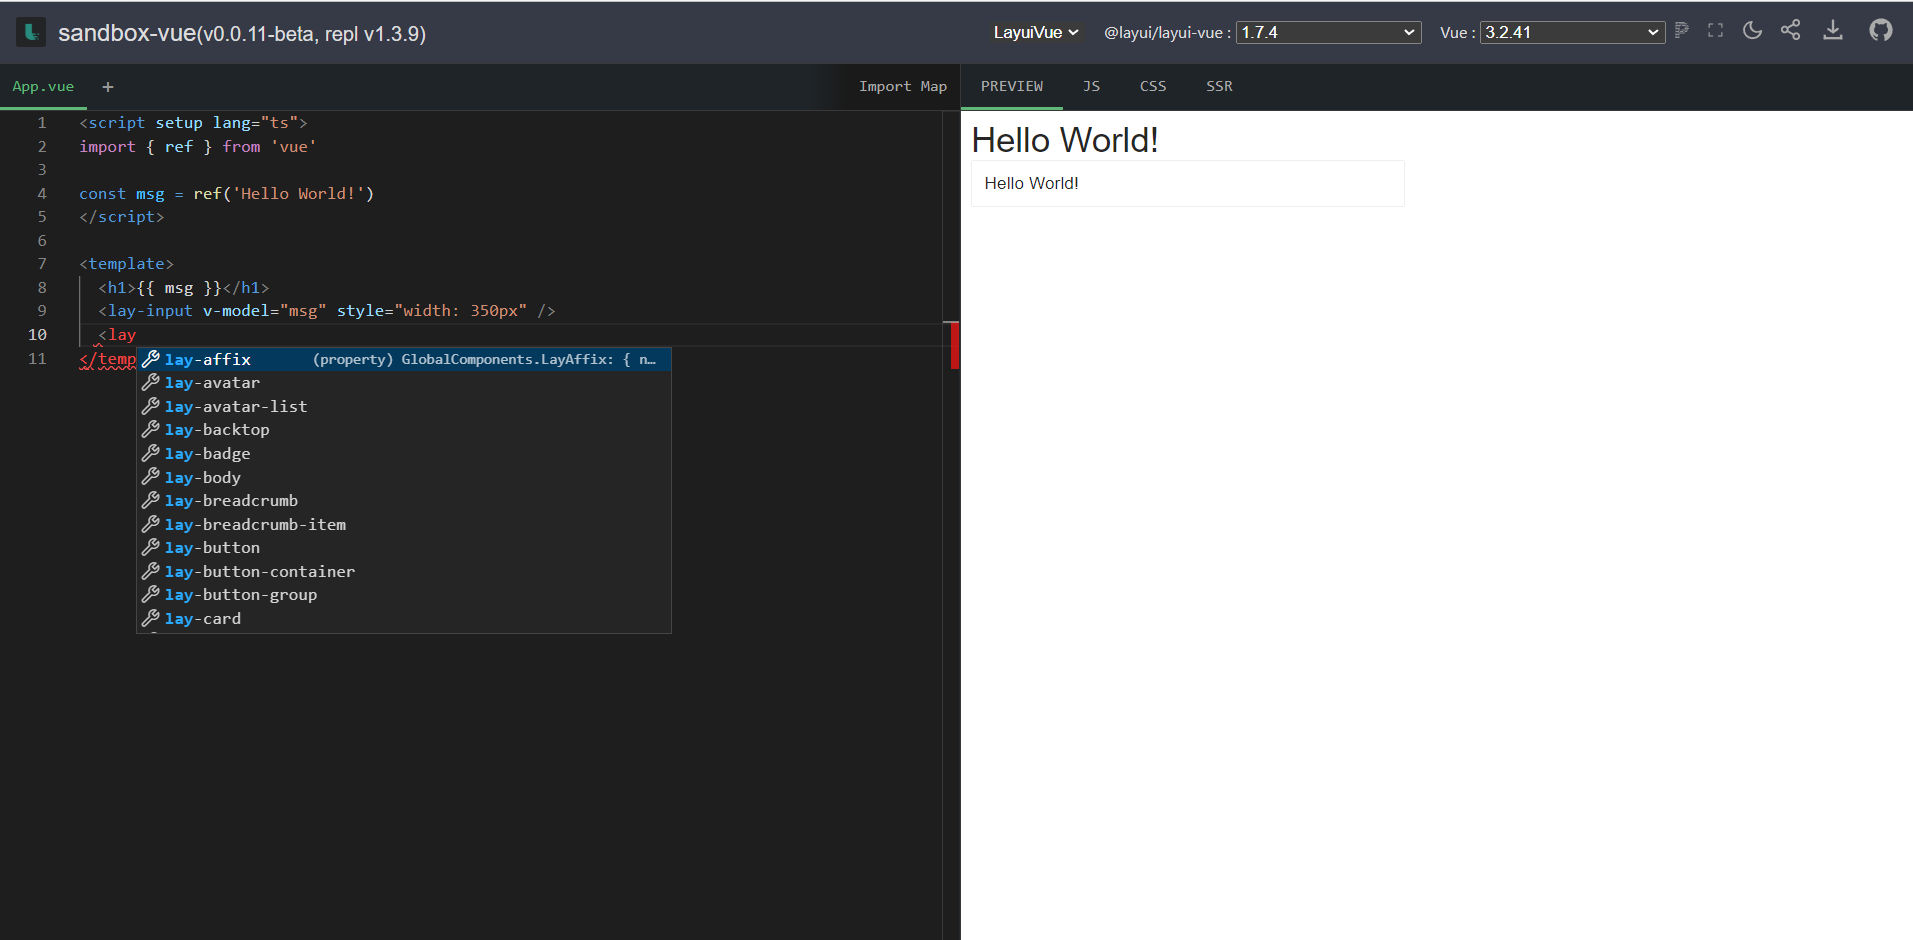 sandbox-vue(v0.0.11-beta, repl v1.3.9)
LayuiVue @layui/layui-vue : 1.7.4 Vue : 3.2.41
App.vue + Import Map
PREVIEW JS CSS SSR
1 <script setup lang="ts">
2 import { ref } from 'vue'
3
4 const msg = ref('Hello World!')
5 </script>
6
7 <template>
8 <h1>{{ msg }}</h1>
9 <lay-input v-model="msg" style="width: 350px" />
10 <lay
11 </temp
lay-affix (property) GlobalComponents.LayAffix: { n…
lay-avatar
lay-avatar-list
lay-backtop
lay-badge
lay-body
lay-breadcrumb
lay-breadcrumb-item
lay-button
lay-button-container
lay-button-group
lay-card
Hello World!
Hello World!